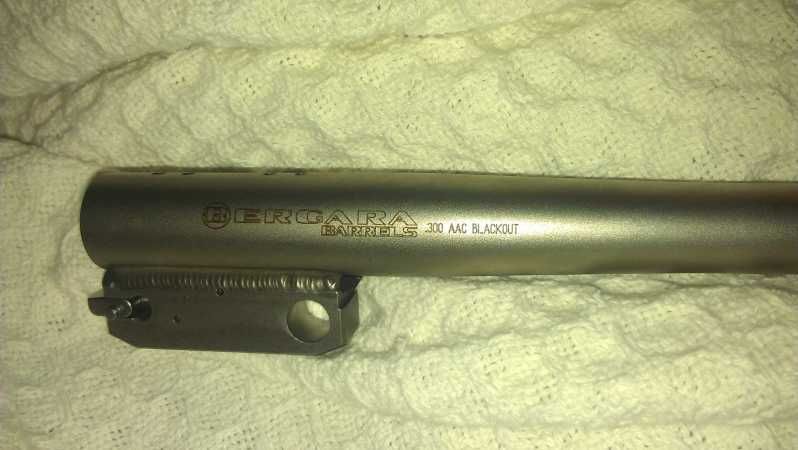 BERGARA
BARRELS .300 AAC BLACKOUT